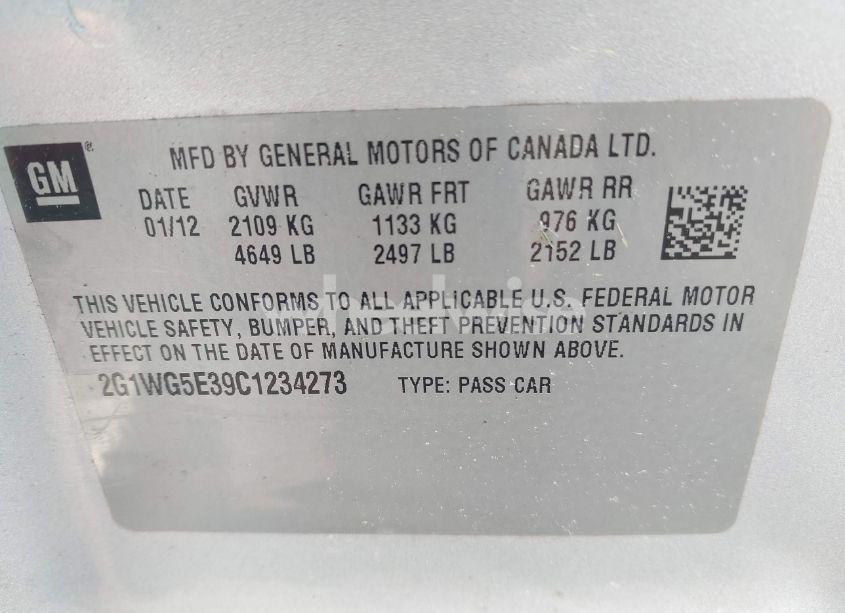 GM
MFD BY GENERAL MOTORS OF CANADA LTD.
DATE GVWR GAWR FRT GAWR RR
01/12 2109 KG 1133 KG 976 KG
4649 LB 2497 LB 2152 LB
THIS VEHICLE CONFORMS TO ALL APPLICABLE U.S. FEDERAL MOTOR
VEHICLE SAFETY, BUMPER, AND THEFT PREVENTION STANDARDS IN
EFFECT ON THE DATE OF MANUFACTURE SHOWN ABOVE.
2G1WG5E39C1234273 TYPE: PASS CAR